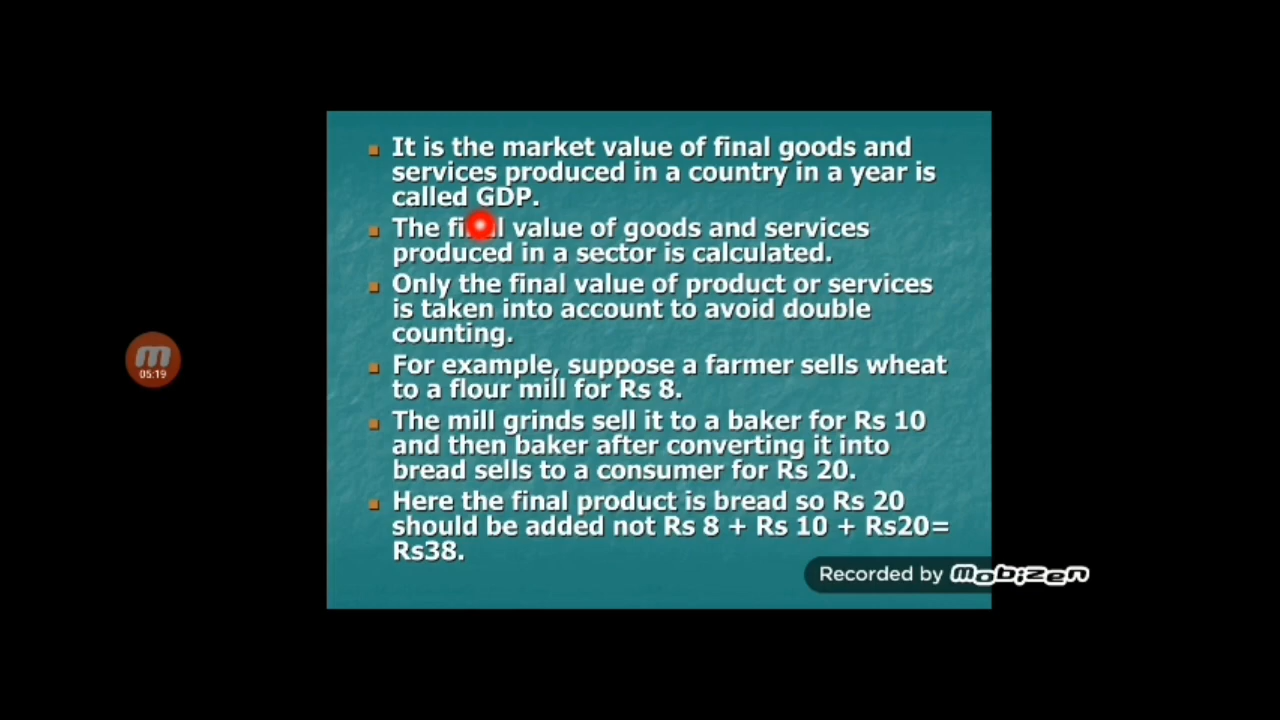 It is the market value of final goods and
services produced in a country in a year is
called GDP.
The final value of goods and services
produced in a sector is calculated.
Only the final value of product or services
is taken into account to avoid double
counting.
For example, suppose a farmer sells wheat
to a flour mill for Rs 8.
The mill grinds sell it to a baker for Rs 10
and then baker after converting it into
bread sells to a consumer for Rs 20.
Here the final product is bread so Rs 20
should be added not Rs 8 + Rs 10 + Rs20=
Rs38.
05:19
Recorded by mobizen